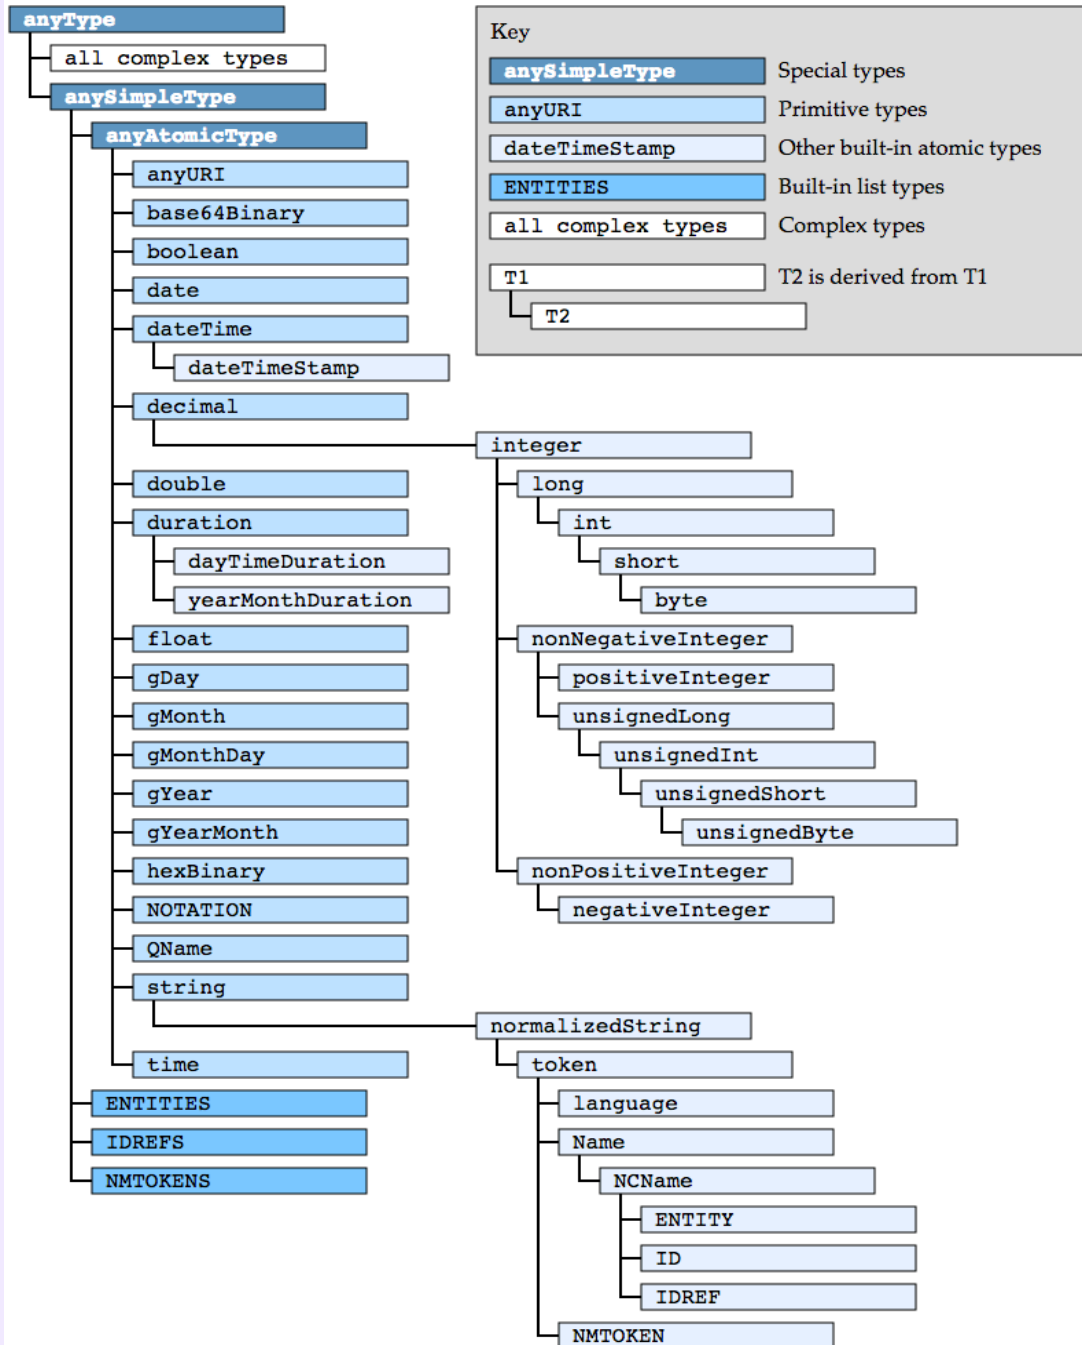 anyType
all complex types
anySimpleType
anyAtomicType
anyURI
base64Binary
boolean
date
dateTime
dateTimeStamp
decimal
integer
long
int
short
byte
nonNegativeInteger
positiveInteger
unsignedLong
unsignedInt
unsignedShort
unsignedByte
nonPositiveInteger
negativeInteger
double
duration
dayTimeDuration
yearMonthDuration
float
gDay
gMonth
gMonthDay
gYear
gYearMonth
hexBinary
NOTATION
QName
string
normalizedString
token
language
Name
NCName
ENTITY
ID
IDREF
NMTOKEN
time
ENTITIES
IDREFS
NMTOKENS
Key
anySimpleType Special types
anyURI Primitive types
dateTimeStamp Other built-in atomic types
ENTITIES Built-in list types
all complex types Complex types
T1 T2 is derived from T1
T2